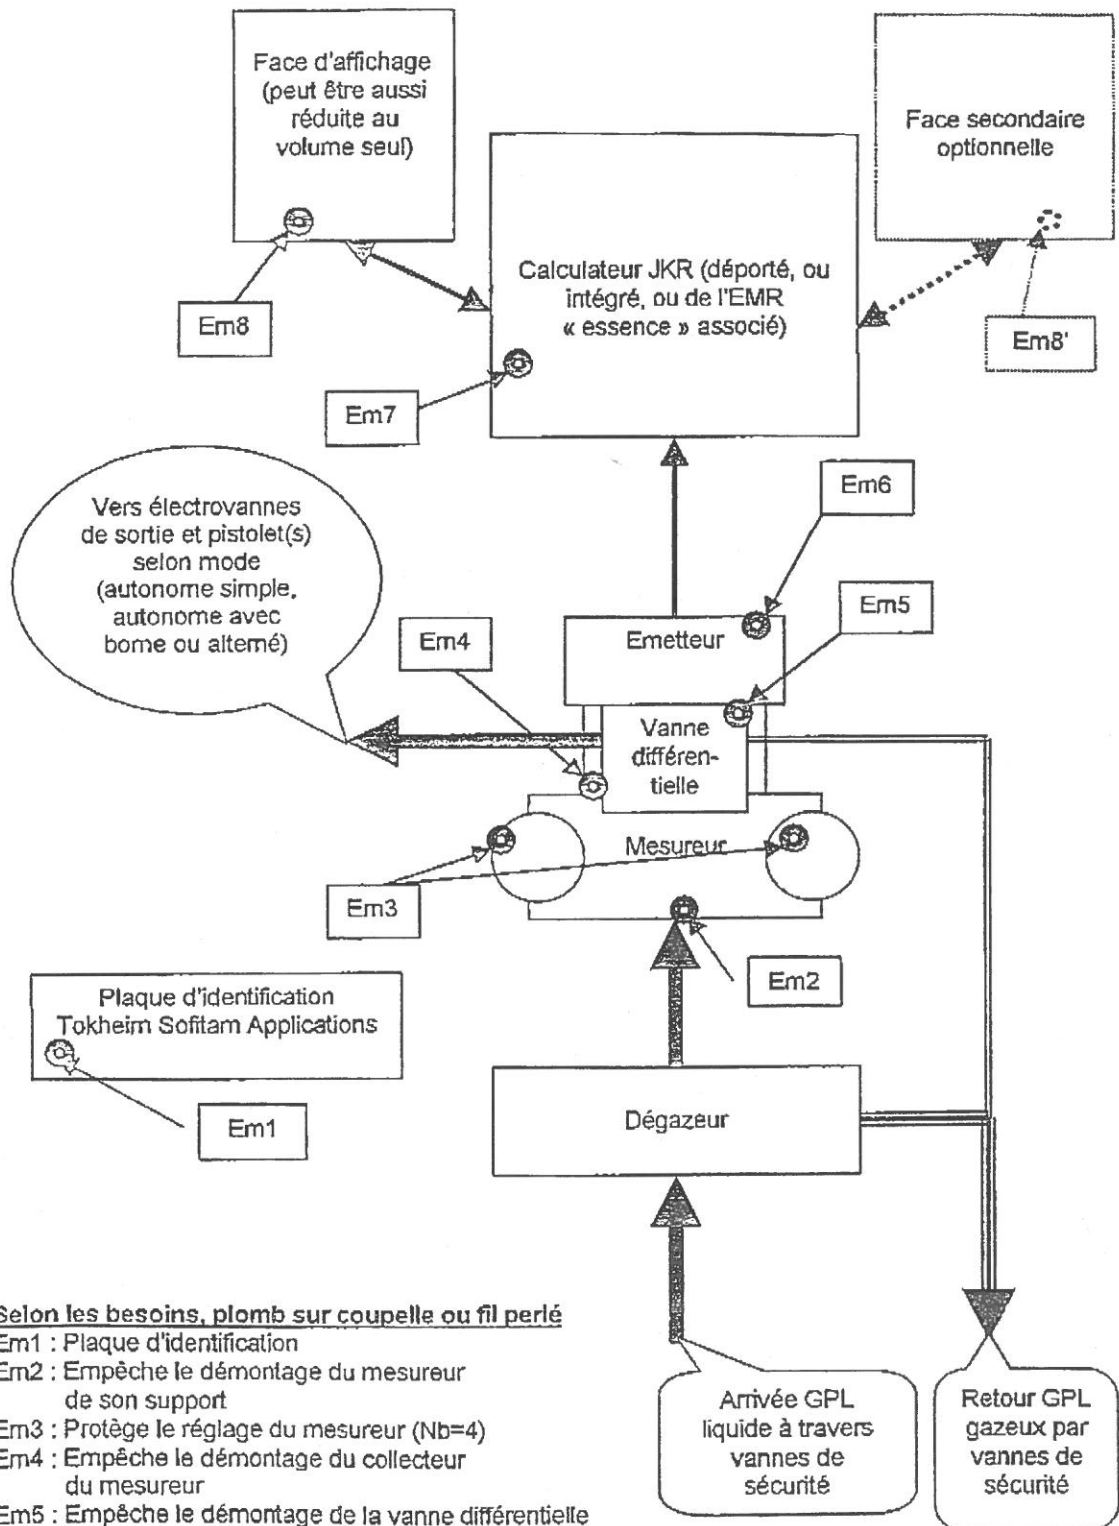 Face d'affichage
(peut être aussi
réduite au
volume seul)
Face secondaire
optionnelle
Calculateur JKR (déporté, ou
intégré, ou de l'EMR
« essence » associé)
Em8
Em8'
Em7
Vers électrovannes
de sortie et pistolet(s)
selon mode
(autonome simple,
autonome avec
borne ou alterné)
Em6
Em5
Em4
Emetteur
Vanne
différen-
tielle
Mesureur
Em3
Em2
Plaque d'identification
Tokheim Sofitam Applications
Em1
Dégazeur
Selon les besoins, plomb sur coupelle ou fil perlé
Em1 : Plaque d'identification
Em2 : Empêche le démontage du mesureur
de son support
Em3 : Protège le réglage du mesureur (Nb=4)
Em4 : Empêche le démontage du collecteur
du mesureur
Em5 : Empêche le démontage de la vanne différentielle
Arrivée GPL
liquide à travers
vannes de
sécurité
Retour GPL
gazeux par
vannes de
sécurité